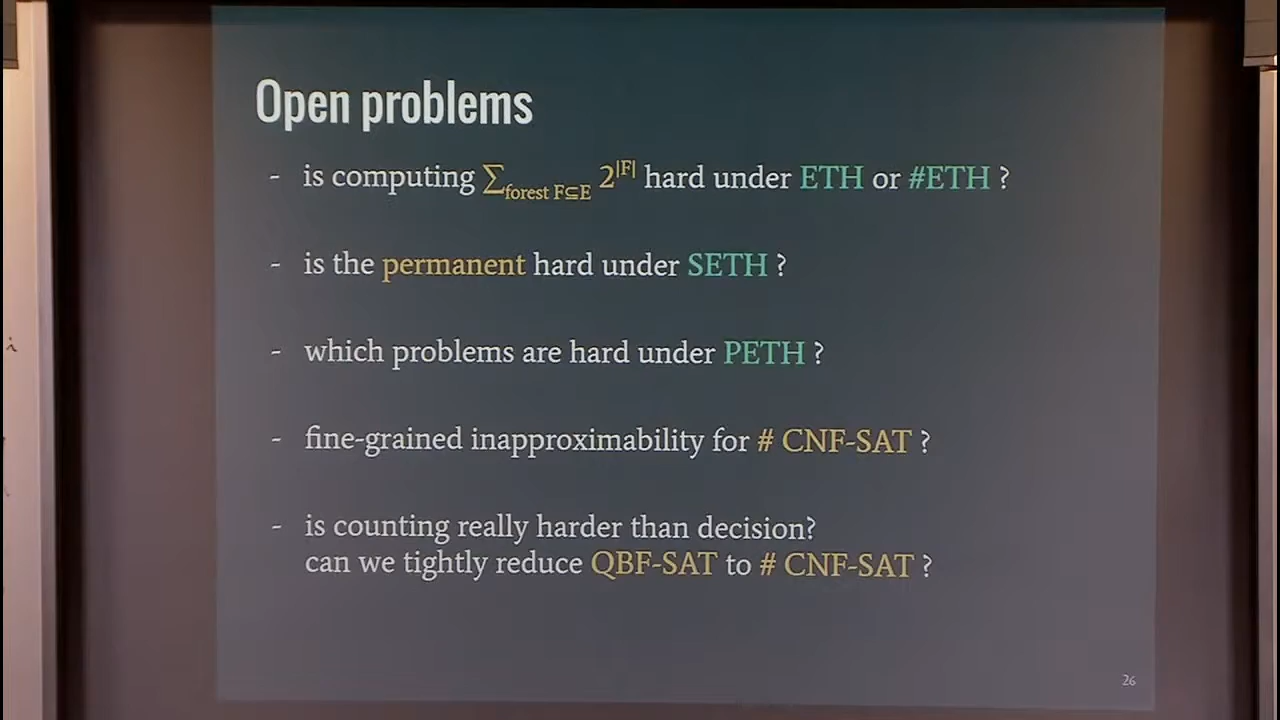 Open problems
- is computing ∑forest F⊆E 2|F| hard under ETH or #ETH ?
- is the permanent hard under SETH ?
- which problems are hard under PETH ?
- fine-grained inapproximability for # CNF-SAT ?
- is counting really harder than decision?
can we tightly reduce QBF-SAT to # CNF-SAT ?
26